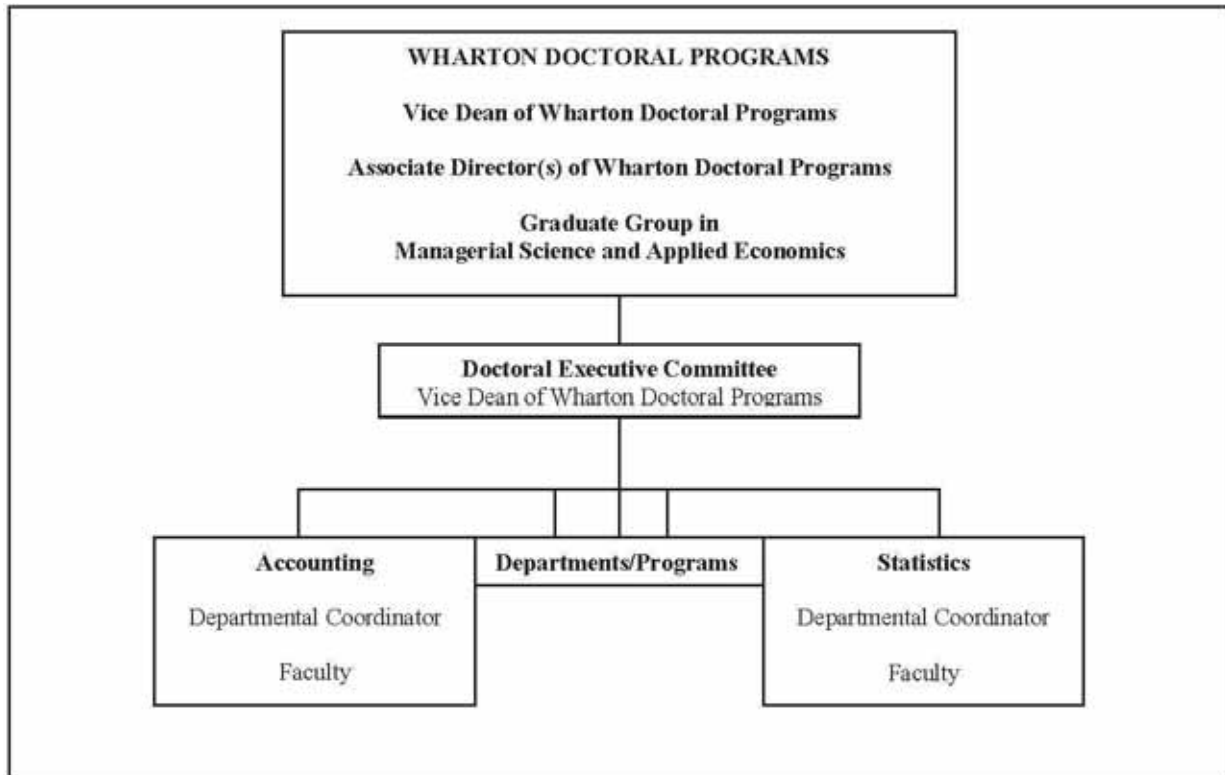 WHARTON DOCTORAL PROGRAMS
Vice Dean of Wharton Doctoral Programs
Associate Director(s) of Wharton Doctoral Programs
Graduate Group in
Managerial Science and Applied Economics
Doctoral Executive Committee
Vice Dean of Wharton Doctoral Programs
Accounting
Departmental Coordinator
Faculty
Departments/Programs
Statistics
Departmental Coordinator
Faculty